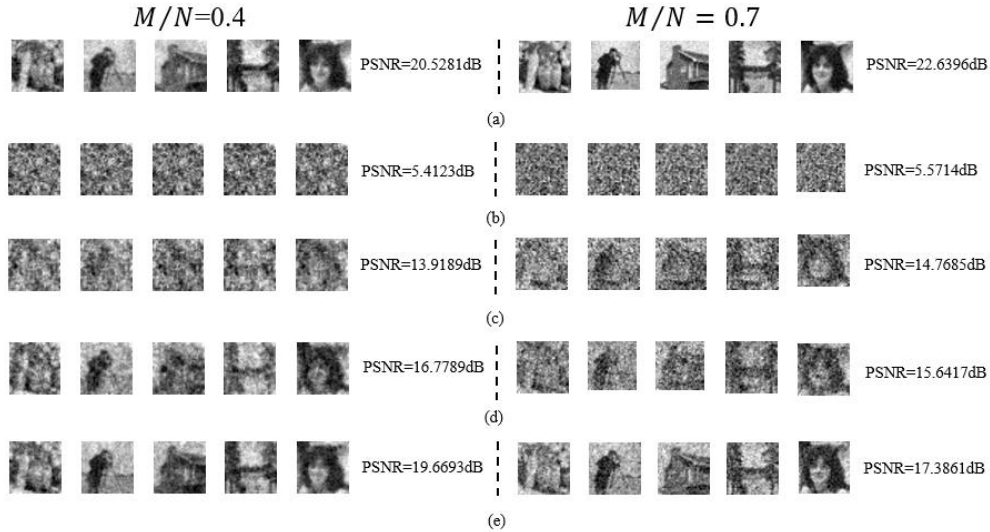 M/N=0.4 M/N = 0.7
PSNR=20.5281dB PSNR=22.6396dB
(a)
PSNR=5.4123dB PSNR=5.5714dB
(b)
PSNR=13.9189dB PSNR=14.7685dB
(c)
PSNR=16.7789dB PSNR=15.6417dB
(d)
PSNR=19.6693dB PSNR=17.3861dB
(e)